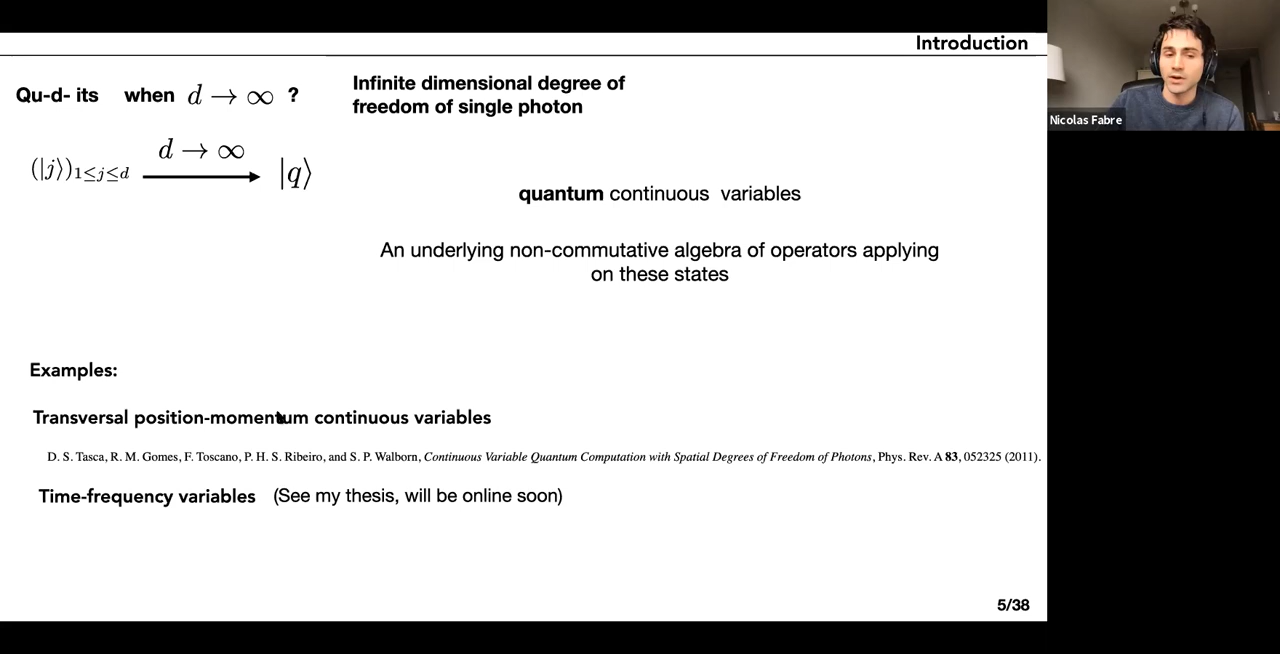 Introduction
Qu-d- its when d → ∞ ?
Infinite dimensional degree of
freedom of single photon
(|j⟩)1≤j≤d d → ∞ |q⟩
quantum continuous variables
An underlying non-commutative algebra of operators applying
on these states
Examples:
Transversal position-momentum continuous variables
D. S. Tasca, R. M. Gomes, F. Toscano, P. H. S. Ribeiro, and S. P. Walborn, Continuous Variable Quantum Computation with Spatial Degrees of Freedom of Photons, Phys. Rev. A 83, 052325 (2011).
Time-frequency variables (See my thesis, will be online soon)
5/38
Nicolas Fabre